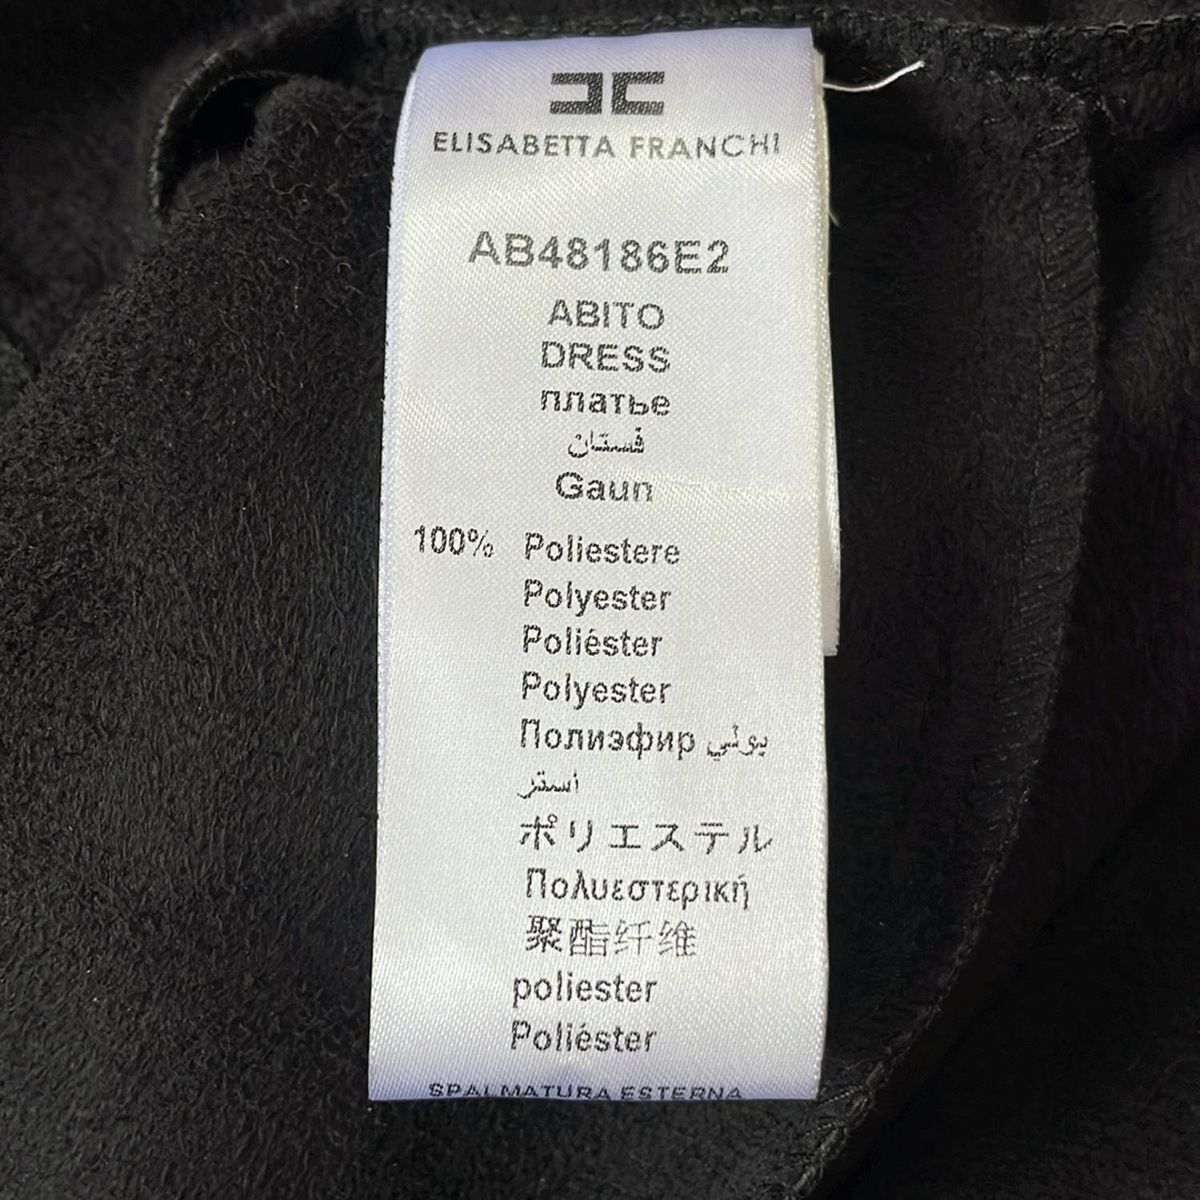 ELISABETTA FRANCHI
AB48186E2
ABITO
DRESS
платье
فستان
Gaun
100% Poliestere
Polyester
Poliéster
Polyester
Полиэфир بولي
استر
ポリエステル
Πολυεστερική
聚酯纤维
poliester
Poliéster
SPALMATURA ESTERNA